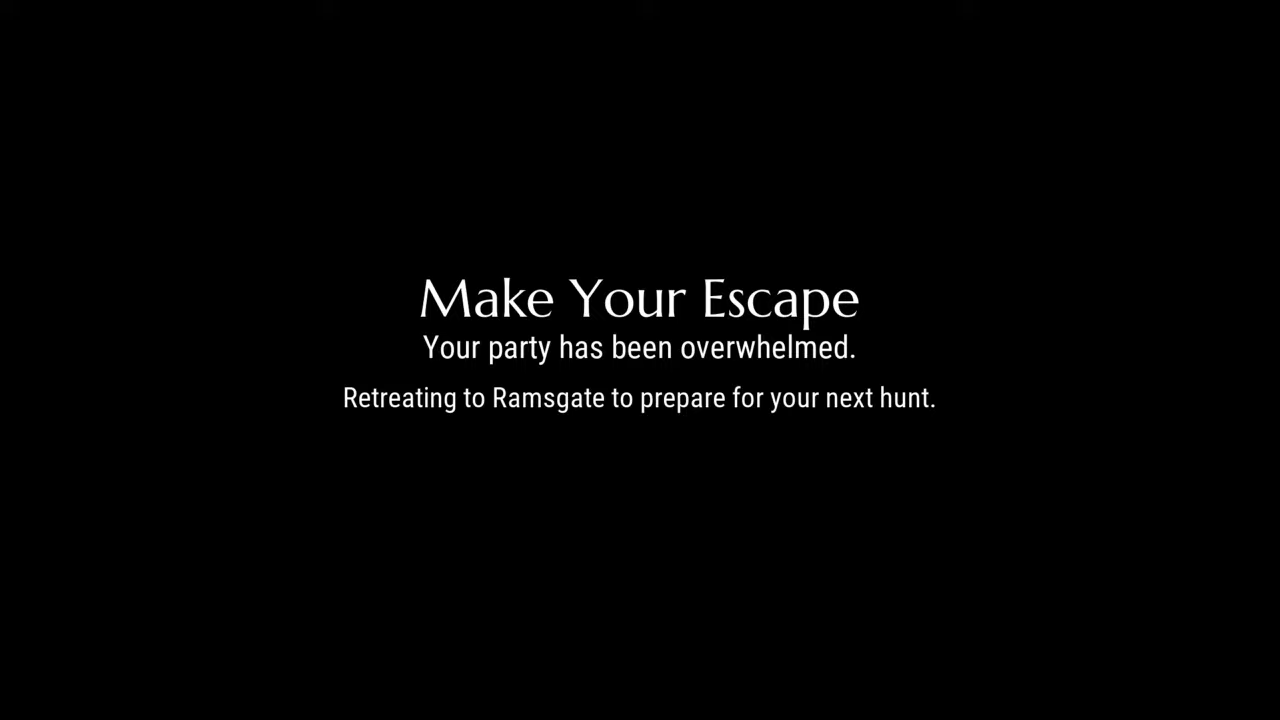 Make Your Escape
Your party has been overwhelmed.
Retreating to Ramsgate to prepare for your next hunt.